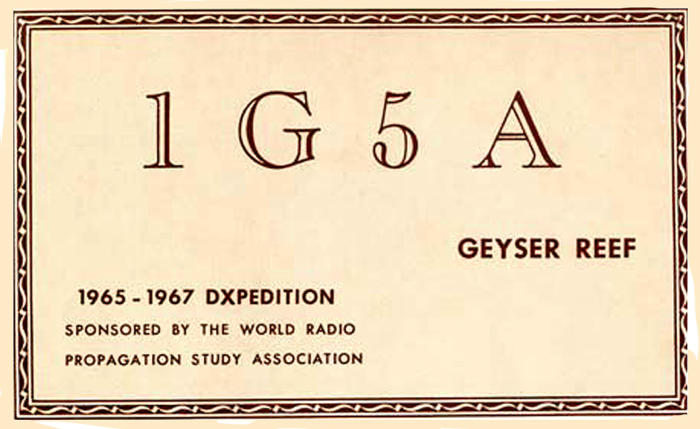 1G5A
GEYSER REEF
1965-1967 DXPEDITION
SPONSORED BY THE WORLD RADIO
PROPAGATION STUDY ASSOCIATION